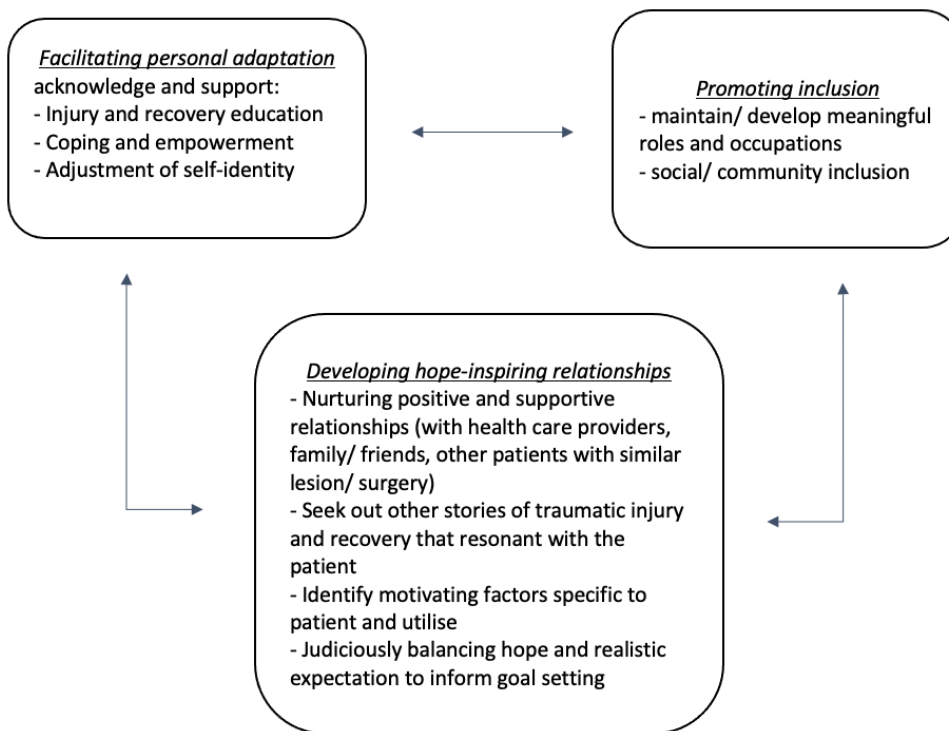 Facilitating personal adaptation
acknowledge and support:
- Injury and recovery education
- Coping and empowerment
- Adjustment of self-identity
Promoting inclusion
- maintain/ develop meaningful
roles and occupations
- social/ community inclusion
Developing hope-inspiring relationships
- Nurturing positive and supportive
relationships (with health care providers,
family/ friends, other patients with similar
lesion/ surgery)
- Seek out other stories of traumatic injury
and recovery that resonant with the
patient
- Identify motivating factors specific to
patient and utilise
- Judiciously balancing hope and realistic
expectation to inform goal setting